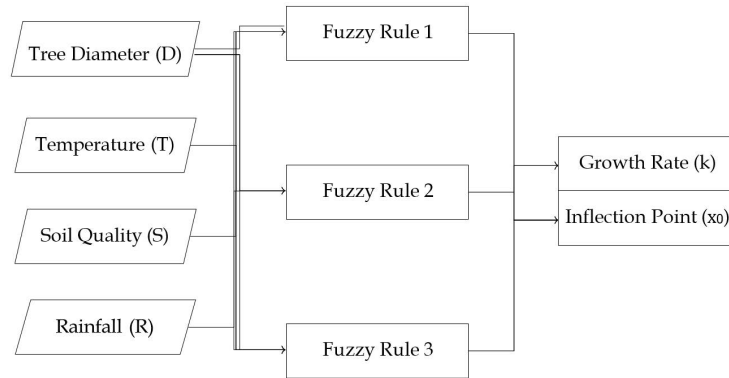 Tree Diameter (D)
Temperature (T)
Soil Quality (S)
Rainfall (R)
Fuzzy Rule 1
Fuzzy Rule 2
Fuzzy Rule 3
Growth Rate (k)
Inflection Point (x0)